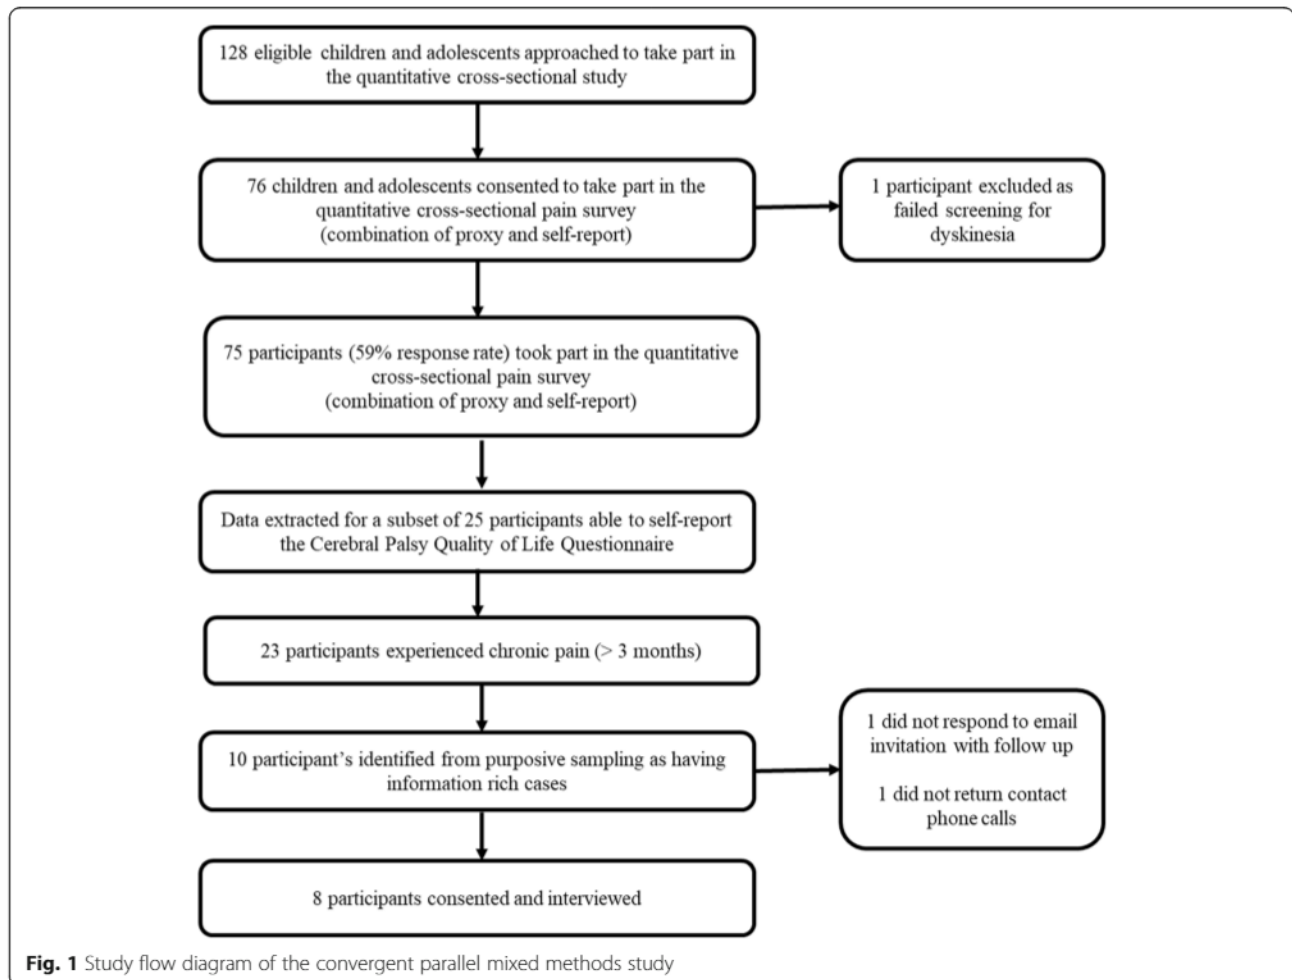 128 eligible children and adolescents approached to take part in
the quantitative cross-sectional study
76 children and adolescents consented to take part in the
quantitative cross-sectional pain survey
(combination of proxy and self-report)
1 participant excluded as
failed screening for
dyskinesia
75 participants (59% response rate) took part in the quantitative
cross-sectional pain survey
(combination of proxy and self-report)
Data extracted for a subset of 25 participants able to self-report
the Cerebral Palsy Quality of Life Questionnaire
23 participants experienced chronic pain (> 3 months)
10 participant's identified from purposive sampling as having
information rich cases
1 did not respond to email
invitation with follow up
1 did not return contact
phone calls
8 participants consented and interviewed
Fig. 1 Study flow diagram of the convergent parallel mixed methods study